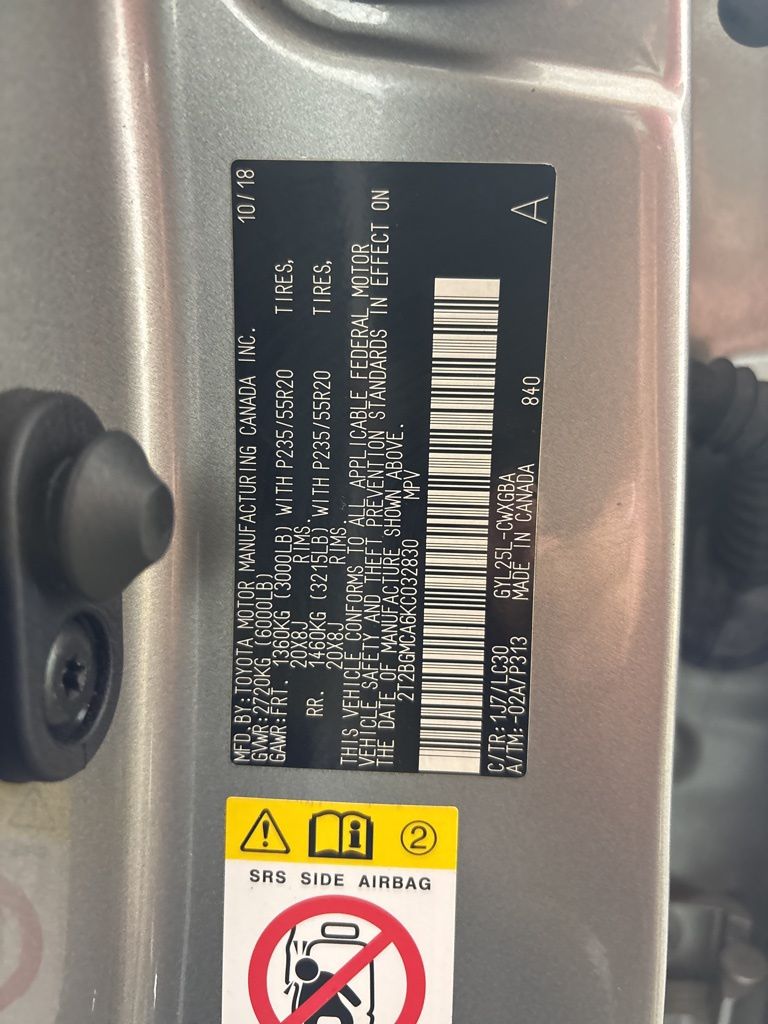 MFD. BY: TOYOTA MOTOR MANUFACTURING CANADA INC. 10/18
GVWR: 2720KG (6000LB)
GAWR: FRT. 1360KG (3000LB) WITH P235/55R20 TIRES,
20X8J RIMS.
RR. 1460KG (3215LB) WITH P235/55R20 TIRES,
20X8J RIMS.
THIS VEHICLE CONFORMS TO ALL APPLICABLE FEDERAL MOTOR
VEHICLE SAFETY AND THEFT PREVENTION STANDARDS IN EFFECT ON
THE DATE OF MANUFACTURE SHOWN ABOVE.
2T2BGMCA6KC032830 MPV
C/TR: 1J7/LC30 GYL25L-CWXGBA 840 A
A/TM: -02A/P313 MADE IN CANADA
2
SRS SIDE AIRBAG